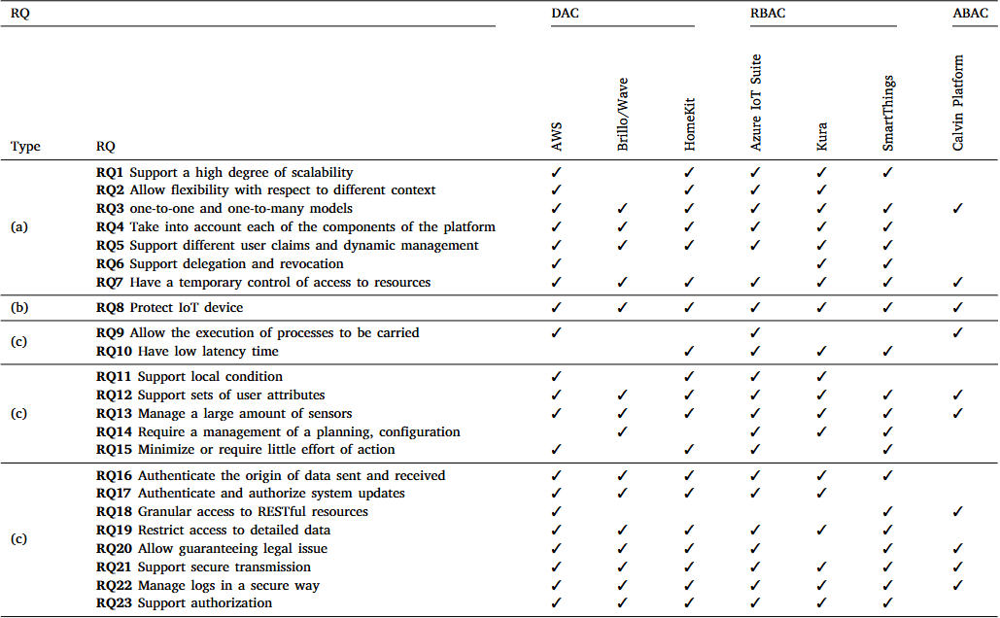 RQ DAC RBAC ABAC
Type RQ AWS Brillo/Wave HomeKit Azure IoT Suite Kura SmartThings Calvin Platform
RQ1 Support a high degree of scalability ✓ ✓ ✓ ✓ ✓
RQ2 Allow flexibility with respect to different context ✓ ✓ ✓ ✓
RQ3 one-to-one and one-to-many models ✓ ✓ ✓ ✓ ✓ ✓ ✓
(a) RQ4 Take into account each of the components of the platform ✓ ✓ ✓ ✓ ✓ ✓
RQ5 Support different user claims and dynamic management ✓ ✓ ✓ ✓ ✓ ✓
RQ6 Support delegation and revocation ✓ ✓ ✓
RQ7 Have a temporary control of access to resources ✓ ✓ ✓ ✓ ✓ ✓ ✓
(b) RQ8 Protect IoT device ✓ ✓ ✓ ✓ ✓ ✓ ✓
(c) RQ9 Allow the execution of processes to be carried ✓ ✓ ✓
RQ10 Have low latency time ✓ ✓ ✓ ✓
RQ11 Support local condition ✓ ✓ ✓ ✓
RQ12 Support sets of user attributes ✓ ✓ ✓ ✓ ✓ ✓ ✓
(c) RQ13 Manage a large amount of sensors ✓ ✓ ✓ ✓ ✓ ✓ ✓
RQ14 Require a management of a planning, configuration ✓ ✓ ✓ ✓
RQ15 Minimize or require little effort of action ✓ ✓ ✓ ✓
RQ16 Authenticate the origin of data sent and received ✓ ✓ ✓ ✓ ✓ ✓
RQ17 Authenticate and authorize system updates ✓ ✓ ✓ ✓ ✓
RQ18 Granular access to RESTful resources ✓ ✓ ✓
(c) RQ19 Restrict access to detailed data ✓ ✓ ✓ ✓ ✓ ✓
RQ20 Allow guaranteeing legal issue ✓ ✓ ✓ ✓ ✓ ✓
RQ21 Support secure transmission ✓ ✓ ✓ ✓ ✓ ✓ ✓
RQ22 Manage logs in a secure way ✓ ✓ ✓ ✓ ✓ ✓ ✓
RQ23 Support authorization ✓ ✓ ✓ ✓ ✓ ✓